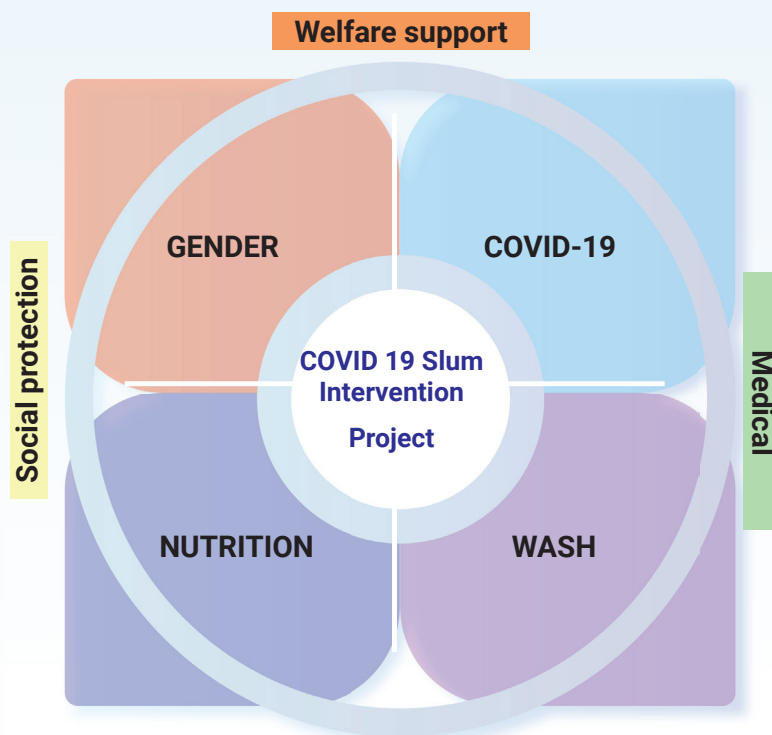 Welfare support
GENDER
COVID-19
Social protection
COVID 19 Slum
Intervention
Project
Medical
NUTRITION
WASH